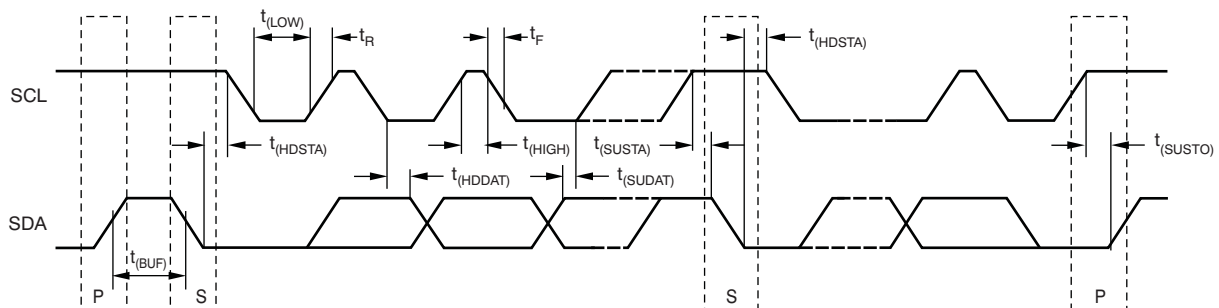 t(LOW)
tR
tF
t(HDSTA)
SCL
t(HDSTA)
t(HIGH)
t(SUSTA)
t(SUSTO)
t(HDDAT)
t(SUDAT)
SDA
t(BUF)
P
S
S
P